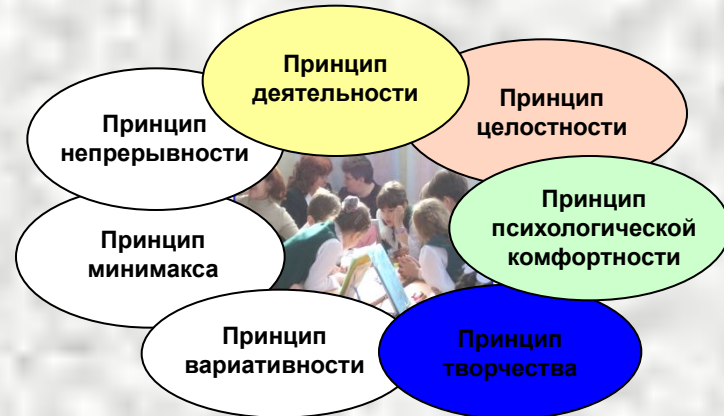 Принцип
деятельности
Принцип
целостности
Принцип
психологической
комфортности
Принцип
творчества
Принцип
вариативности
Принцип
минимакса
Принцип
непрерывности